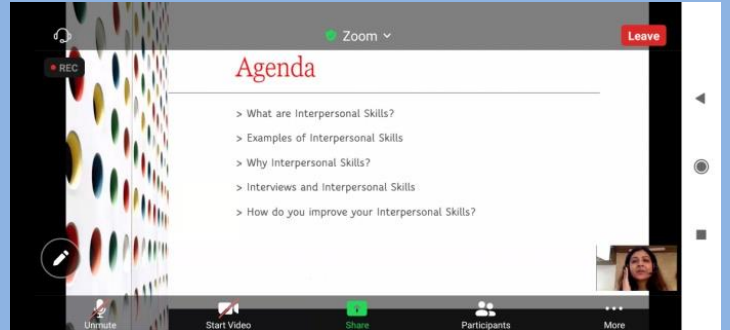 Zoom
Leave
REC
Agenda
> What are Interpersonal Skills?
> Examples of Interpersonal Skills
> Why Interpersonal Skills?
> Interviews and Interpersonal Skills
> How do you improve your Interpersonal Skills?
Unmute Start Video Share Participants More